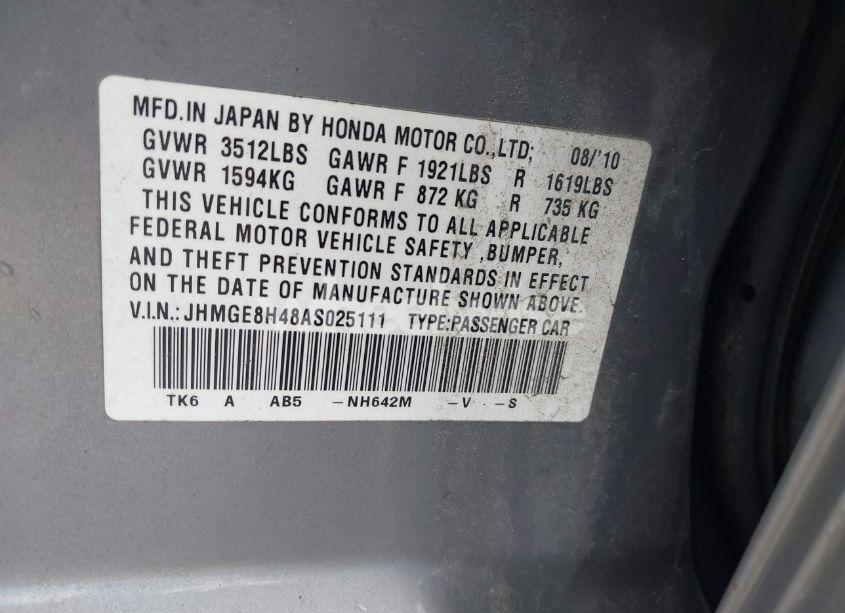 MFD.IN JAPAN BY HONDA MOTOR CO.,LTD; 08/'10
GVWR 3512LBS GAWR F 1921LBS R 1619LBS
GVWR 1594KG GAWR F 872 KG R 735 KG
THIS VEHICLE CONFORMS TO ALL APPLICABLE
FEDERAL MOTOR VEHICLE SAFETY ,BUMPER,
AND THEFT PREVENTION STANDARDS IN EFFECT
ON THE DATE OF MANUFACTURE SHOWN ABOVE.
V.I.N.: JHMGE8H48AS025111 TYPE:PASSENGER CAR
TK6 A AB5 -NH642M -V - -S